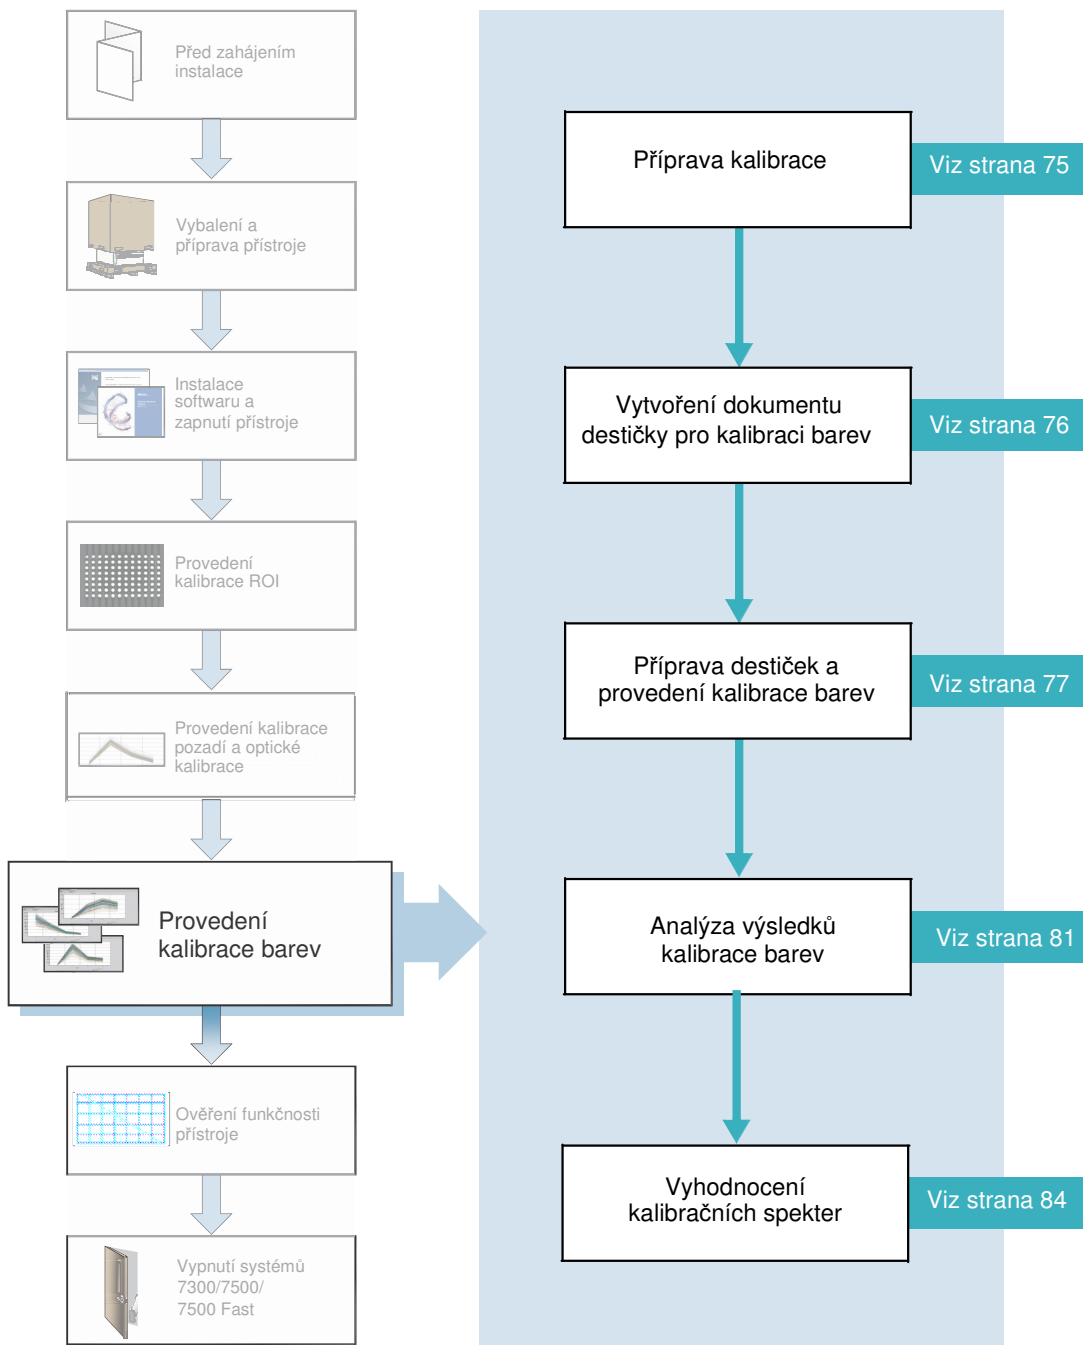 Před zahájením
instalace
Vybalení a
příprava přístroje
Instalace
softwaru a
zapnutí přístroje
Provedení
kalibrace ROI
Provedení kalibrace
pozadí a optické
kalibrace
Provedení
kalibrace barev
Ověření funkčnosti
přístroje
Vypnutí systémů
7300/7500/
7500 Fast
Příprava kalibrace
Viz strana 75
Vytvoření dokumentu
destičky pro kalibraci barev
Viz strana 76
Příprava destiček a
provedení kalibrace barev
Viz strana 77
Analýza výsledků
kalibrace barev
Viz strana 81
Vyhodnocení
kalibračních spekter
Viz strana 84